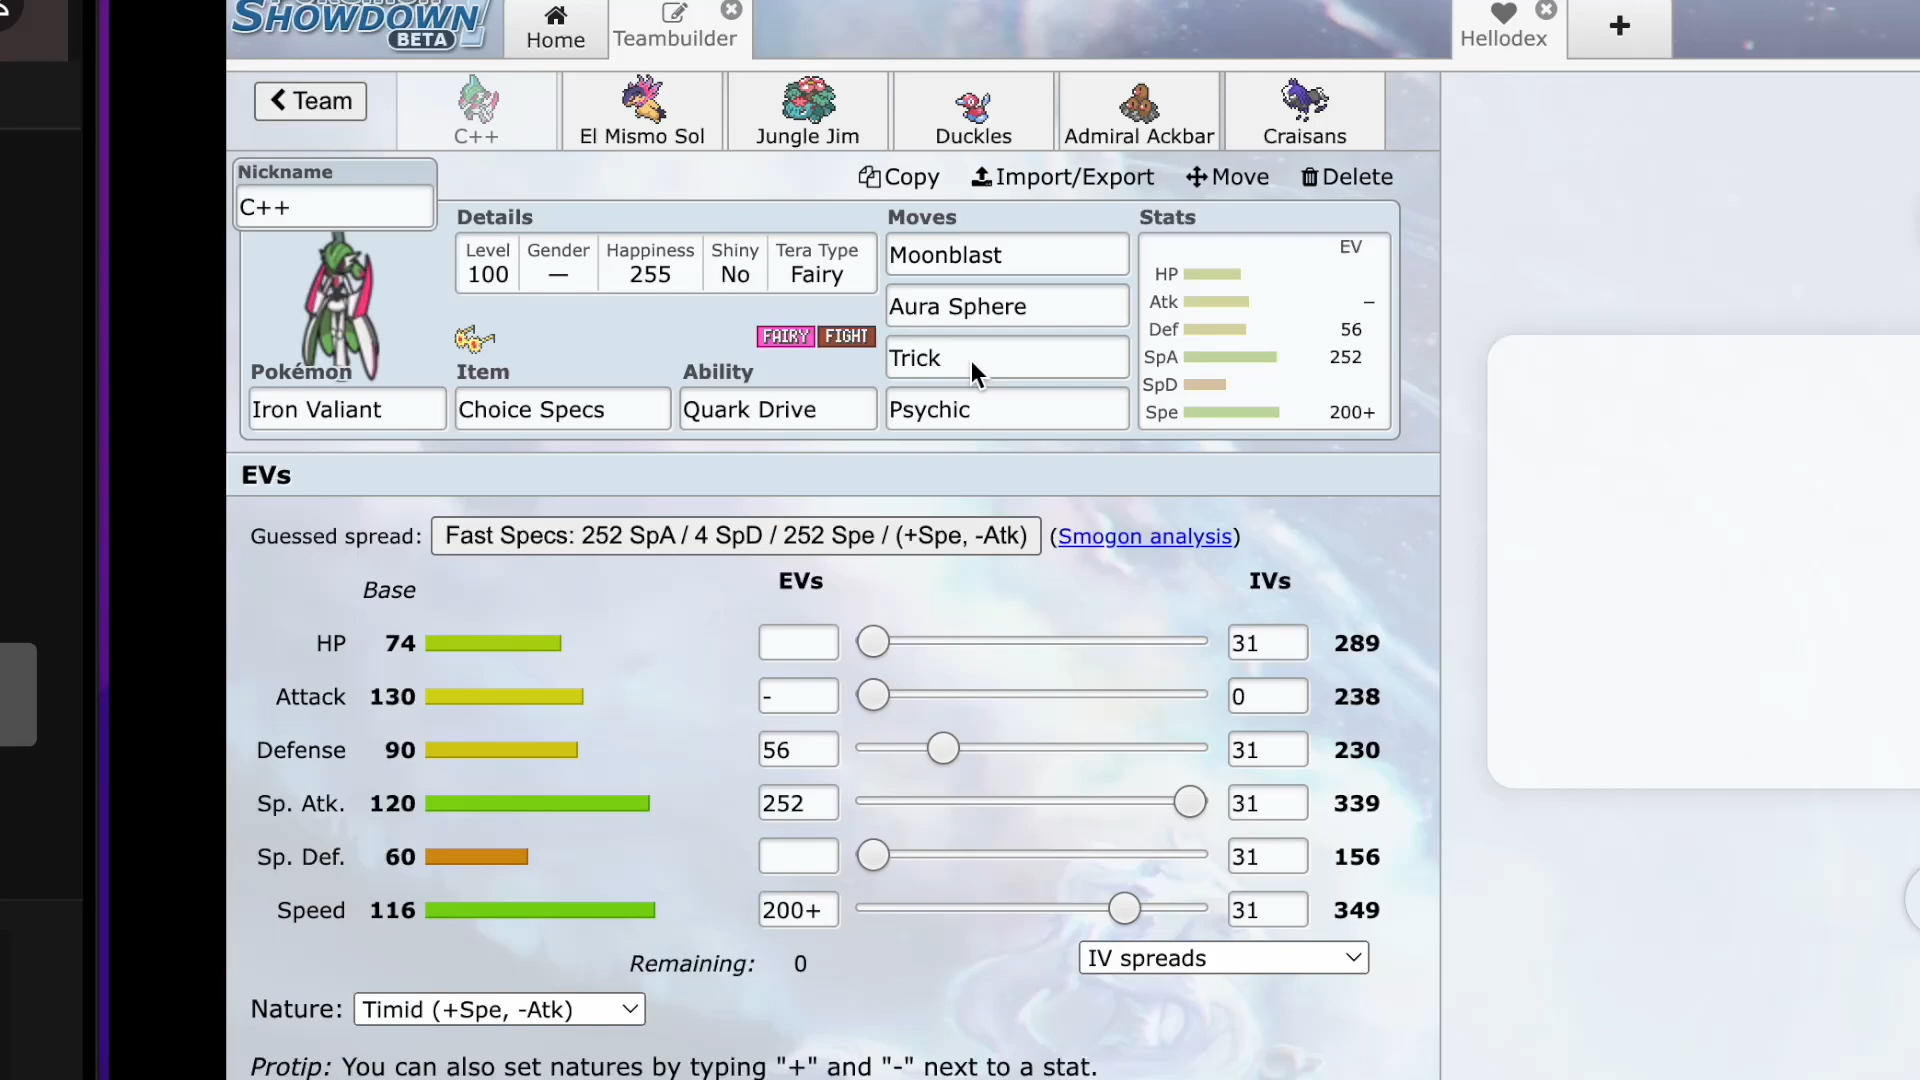 SHOWDOWN
BETA
Home
Teambuilder
Hellodex
+
Team
C++
El Mismo Sol
Jungle Jim
Duckles
Admiral Ackbar
Craisans
Nickname
C++
Copy
Import/Export
Move
Delete
Details
Moves
Stats
Level
Gender
Happiness
Shiny
Tera Type
100
—
255
No
Fairy
FAIRY
FIGHT
Pokémon
Iron Valiant
Item
Choice Specs
Ability
Quark Drive
Moonblast
Aura Sphere
Trick
Psychic
EV
HP
Atk –
Def 56
SpA 252
SpD
Spe 200+
EVs
Guessed spread: Fast Specs: 252 SpA / 4 SpD / 252 Spe / (+Spe, -Atk) (Smogon analysis)
Base EVs IVs
HP 74 31 289
Attack 130 - 0 238
Defense 90 56 31 230
Sp. Atk. 120 252 31 339
Sp. Def. 60 31 156
Speed 116 200+ 31 349
Remaining: 0
IV spreads
Nature: Timid (+Spe, -Atk)
Protip: You can also set natures by typing "+" and "-" next to a stat.